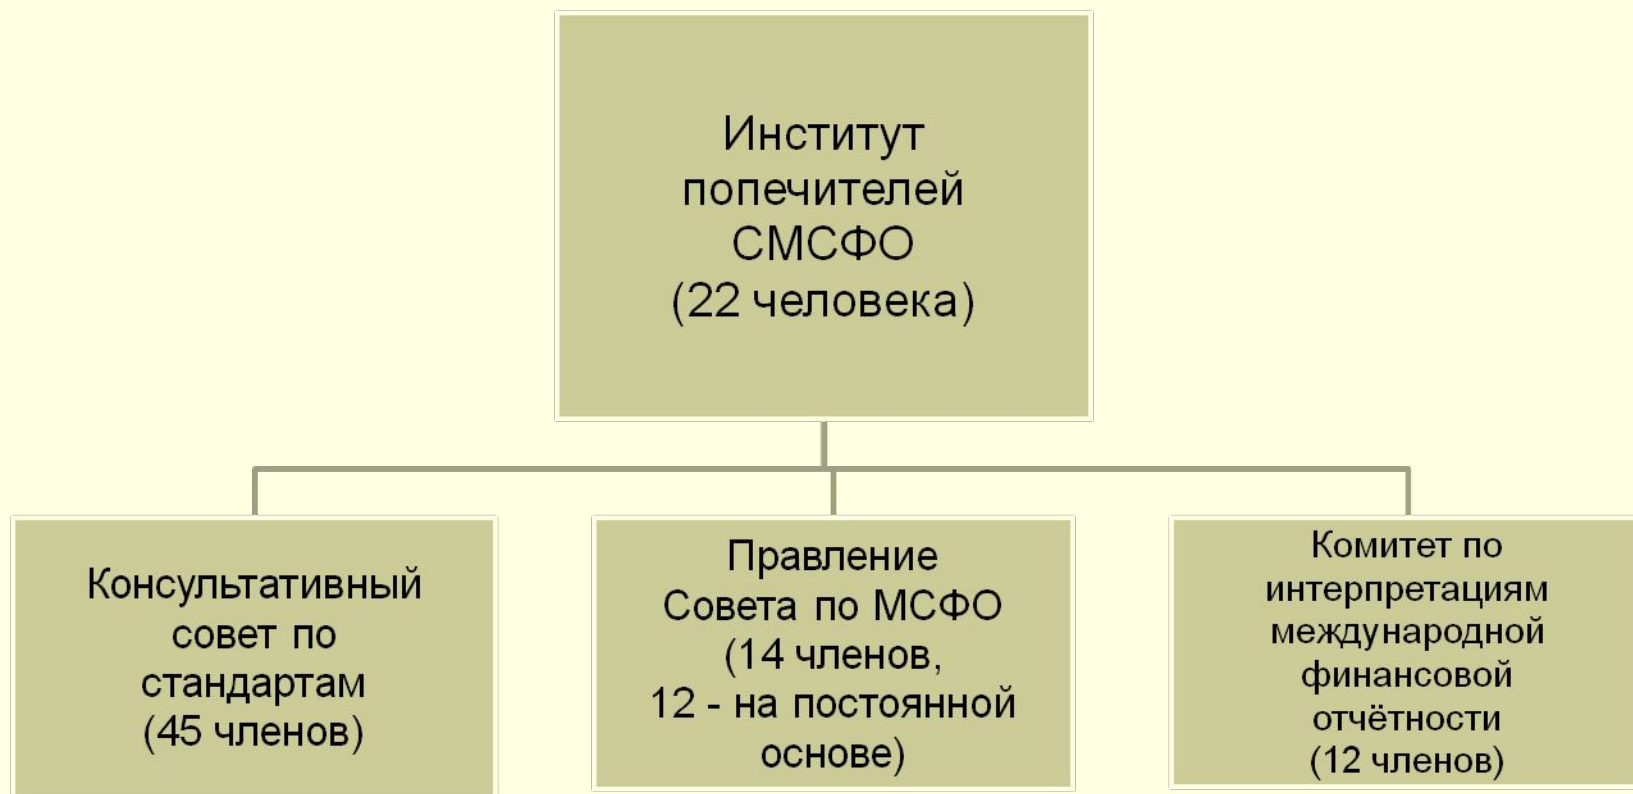 Институт
попечителей
СМСФО
(22 человека)
Консультативный
совет по
стандартам
(45 членов)
Правление
Совета по МСФО
(14 членов,
12 - на постоянной
основе)
Комитет по
интерпретациям
международной
финансовой
отчётности
(12 членов)